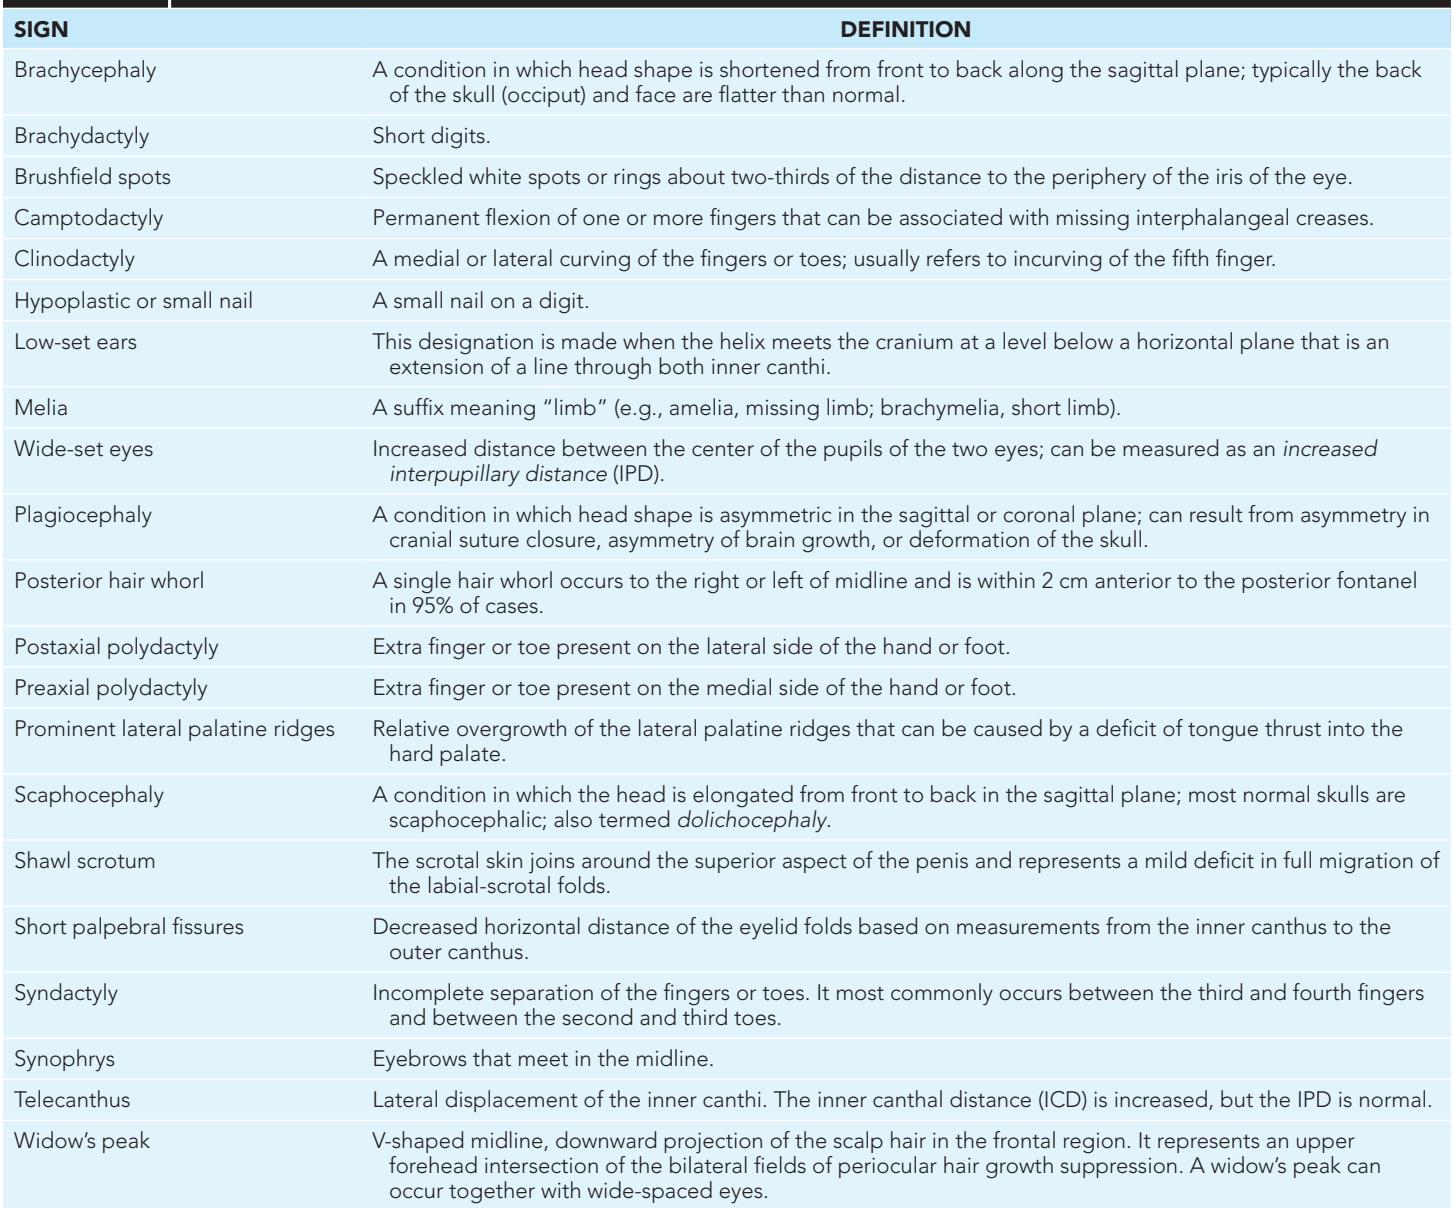 SIGN DEFINITION
Brachycephaly A condition in which head shape is shortened from front to back along the sagittal plane; typically the back
of the skull (occiput) and face are flatter than normal.
Brachydactyly Short digits.
Brushfield spots Speckled white spots or rings about two-thirds of the distance to the periphery of the iris of the eye.
Camptodactyly Permanent flexion of one or more fingers that can be associated with missing interphalangeal creases.
Clinodactyly A medial or lateral curving of the fingers or toes; usually refers to incurving of the fifth finger.
Hypoplastic or small nail A small nail on a digit.
Low-set ears This designation is made when the helix meets the cranium at a level below a horizontal plane that is an
extension of a line through both inner canthi.
Melia A suffix meaning “limb” (e.g., amelia, missing limb; brachymelia, short limb).
Wide-set eyes Increased distance between the center of the pupils of the two eyes; can be measured as an increased
interpupillary distance (IPD).
Plagiocephaly A condition in which head shape is asymmetric in the sagittal or coronal plane; can result from asymmetry in
cranial suture closure, asymmetry of brain growth, or deformation of the skull.
Posterior hair whorl A single hair whorl occurs to the right or left of midline and is within 2 cm anterior to the posterior fontanel
in 95% of cases.
Postaxial polydactyly Extra finger or toe present on the lateral side of the hand or foot.
Preaxial polydactyly Extra finger or toe present on the medial side of the hand or foot.
Prominent lateral palatine ridges Relative overgrowth of the lateral palatine ridges that can be caused by a deficit of tongue thrust into the
hard palate.
Scaphocephaly A condition in which the head is elongated from front to back in the sagittal plane; most normal skulls are
scaphocephalic; also termed dolichocephaly.
Shawl scrotum The scrotal skin joins around the superior aspect of the penis and represents a mild deficit in full migration of
the labial-scrotal folds.
Short palpebral fissures Decreased horizontal distance of the eyelid folds based on measurements from the inner canthus to the
outer canthus.
Syndactyly Incomplete separation of the fingers or toes. It most commonly occurs between the third and fourth fingers
and between the second and third toes.
Synophrys Eyebrows that meet in the midline.
Telecanthus Lateral displacement of the inner canthi. The inner canthal distance (ICD) is increased, but the IPD is normal.
Widow’s peak V-shaped midline, downward projection of the scalp hair in the frontal region. It represents an upper
forehead intersection of the bilateral fields of periocular hair growth suppression. A widow’s peak can
occur together with wide-spaced eyes.